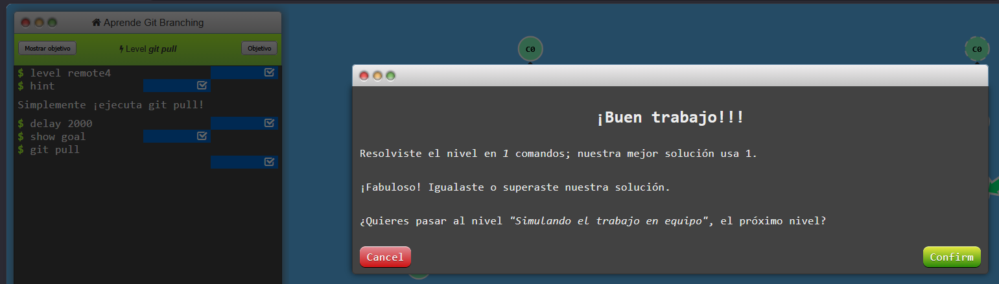 Aprende Git Branching
Mostrar objetivo
Level git pull
Objetivo
$ level remote4
$ hint
Simplemente ¡ejecuta git pull!
$ delay 2000
$ show goal
$ git pull
C0
C0
¡Buen trabajo!!!
Resolviste el nivel en 1 comandos; nuestra mejor solución usa 1.
¡Fabuloso! Igualaste o superaste nuestra solución.
¿Quieres pasar al nivel "Simulando el trabajo en equipo", el próximo nivel?
Cancel
Confirm